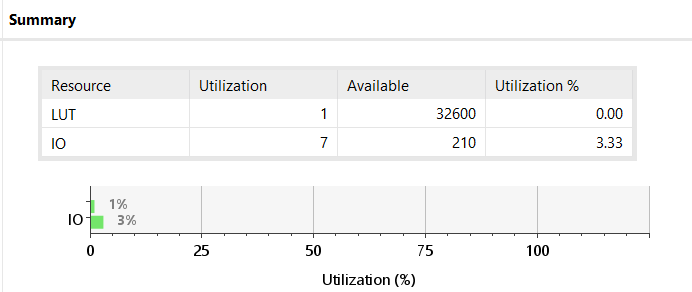 Summary
Resource Utilization Available Utilization %
LUT 1 32600 0.00
IO 7 210 3.33
1%
IO 3%
0 25 50 75 100
Utilization (%)